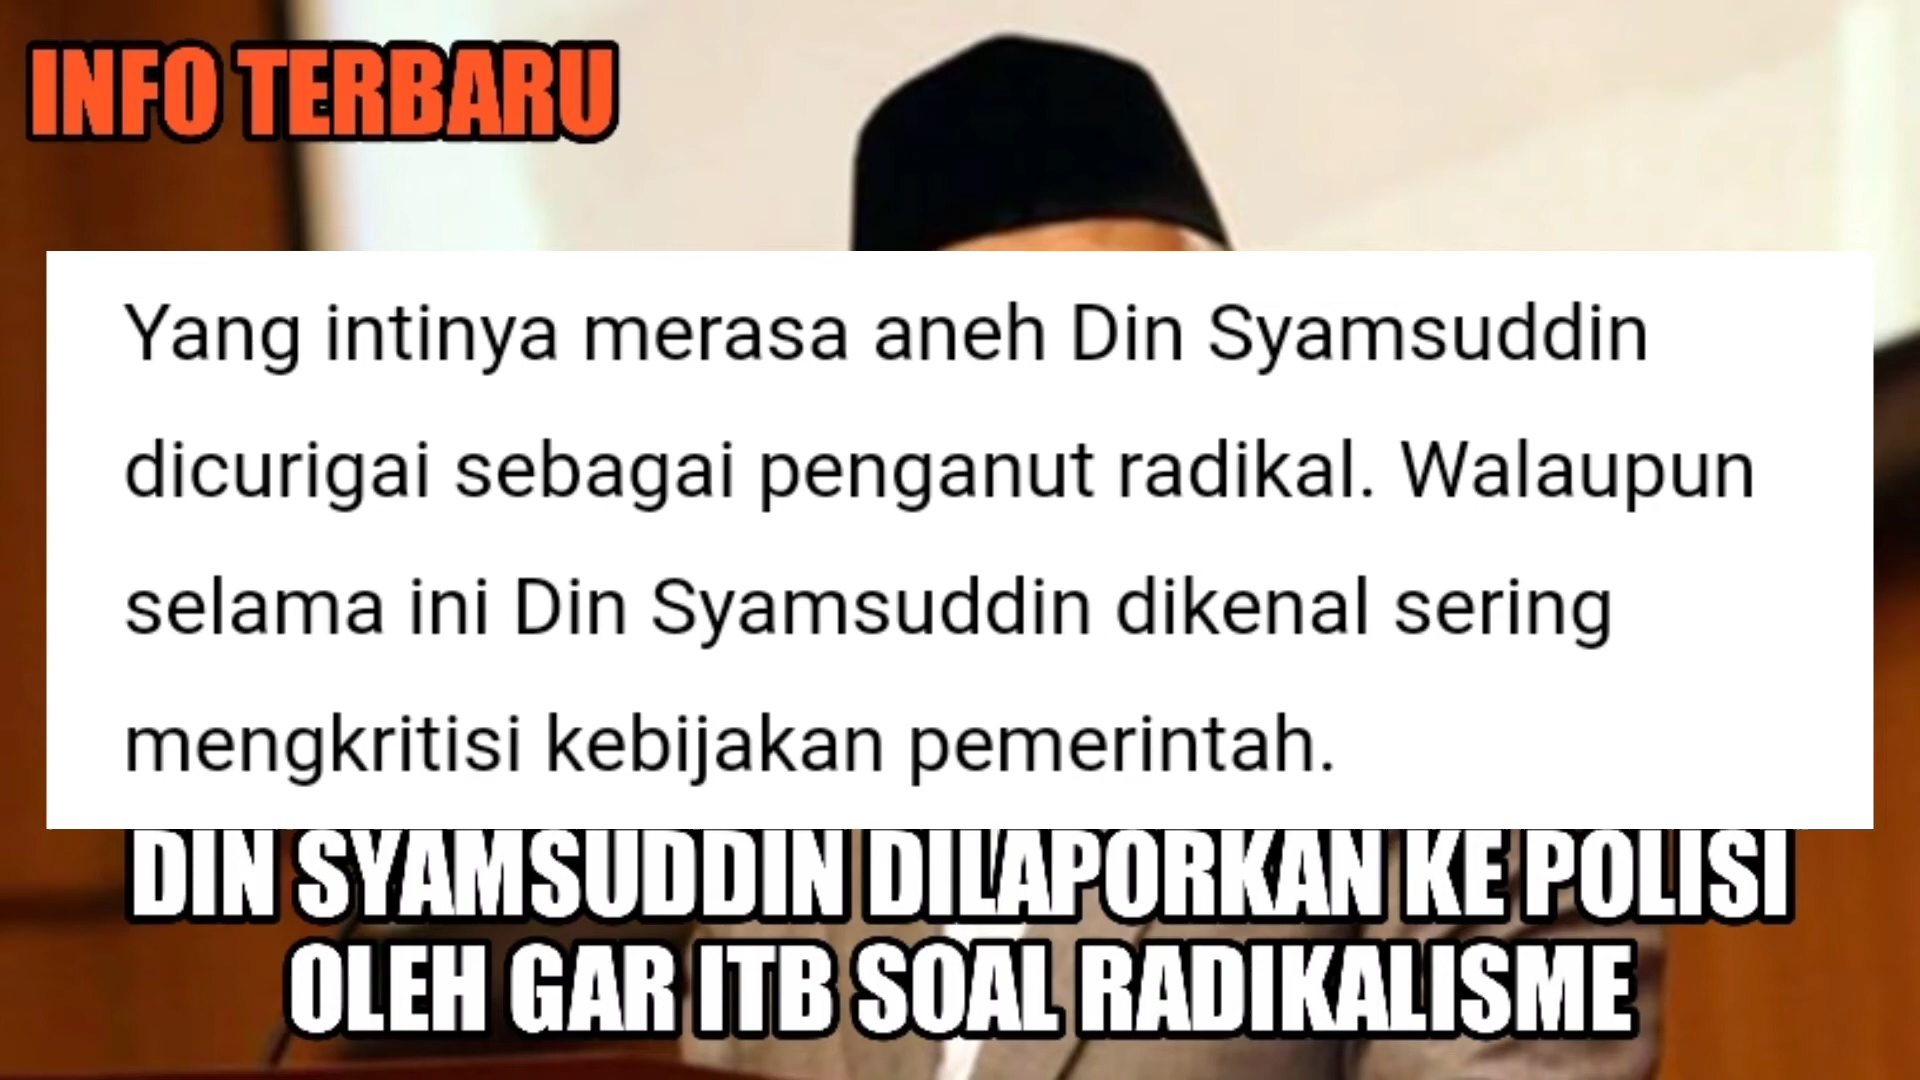 INFO TERBARU
Yang intinya merasa aneh Din Syamsuddin
dicurigai sebagai penganut radikal. Walaupun
selama ini Din Syamsuddin dikenal sering
mengkritisi kebijakan pemerintah.
DIN SYAMSUDDIN DILAPORKAN KE POLISI
OLEH GAR ITB SOAL RADIKALISME